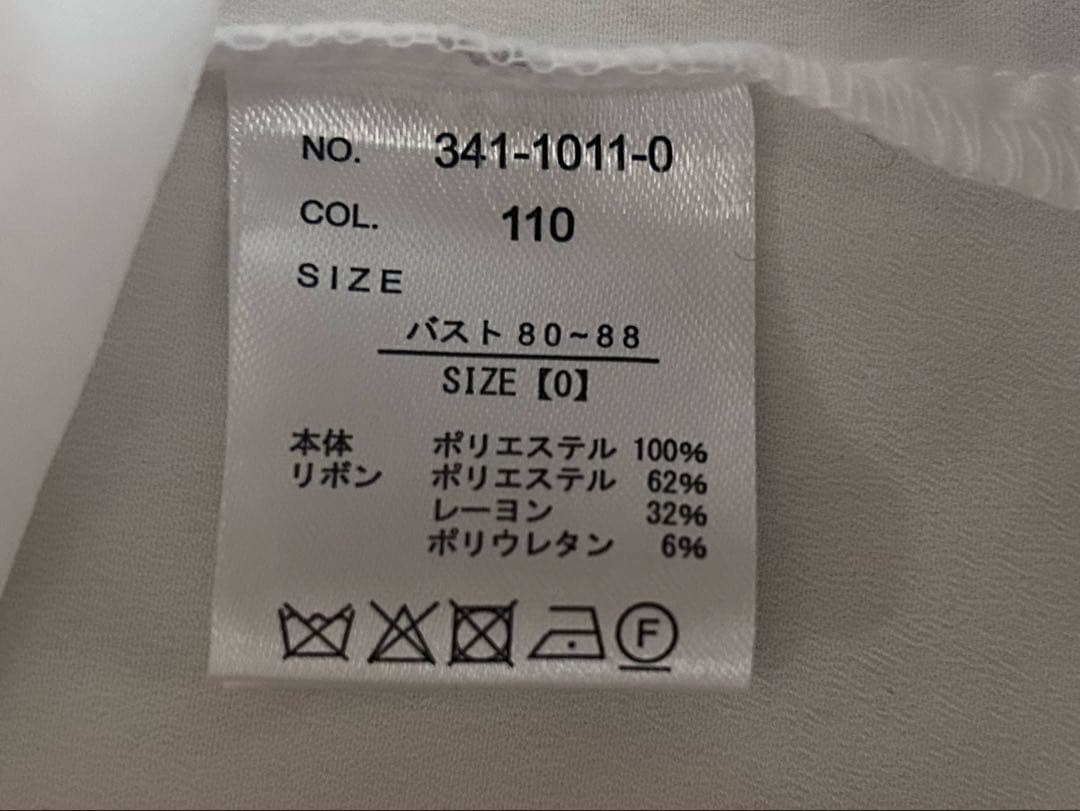 NO. 341-1011-0
COL. 110
SIZE
バスト 80~88
SIZE【0】
本体 ポリエステル 100%
リボン ポリエステル 62%
レーヨン 32%
ポリウレタン 6%
F